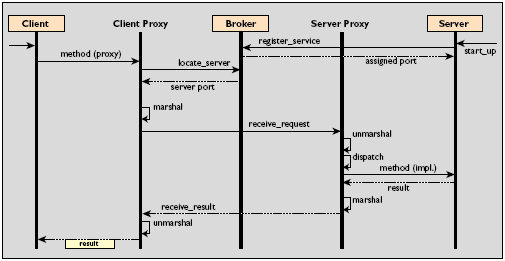 Client Client Proxy Broker Server Proxy Server
register_service
start_up
method (proxy)
assigned port
locate_server
server port
marshal
receive_request
unmarshal
dispatch
method (impl.)
result
marshal
receive_result
unmarshal
result